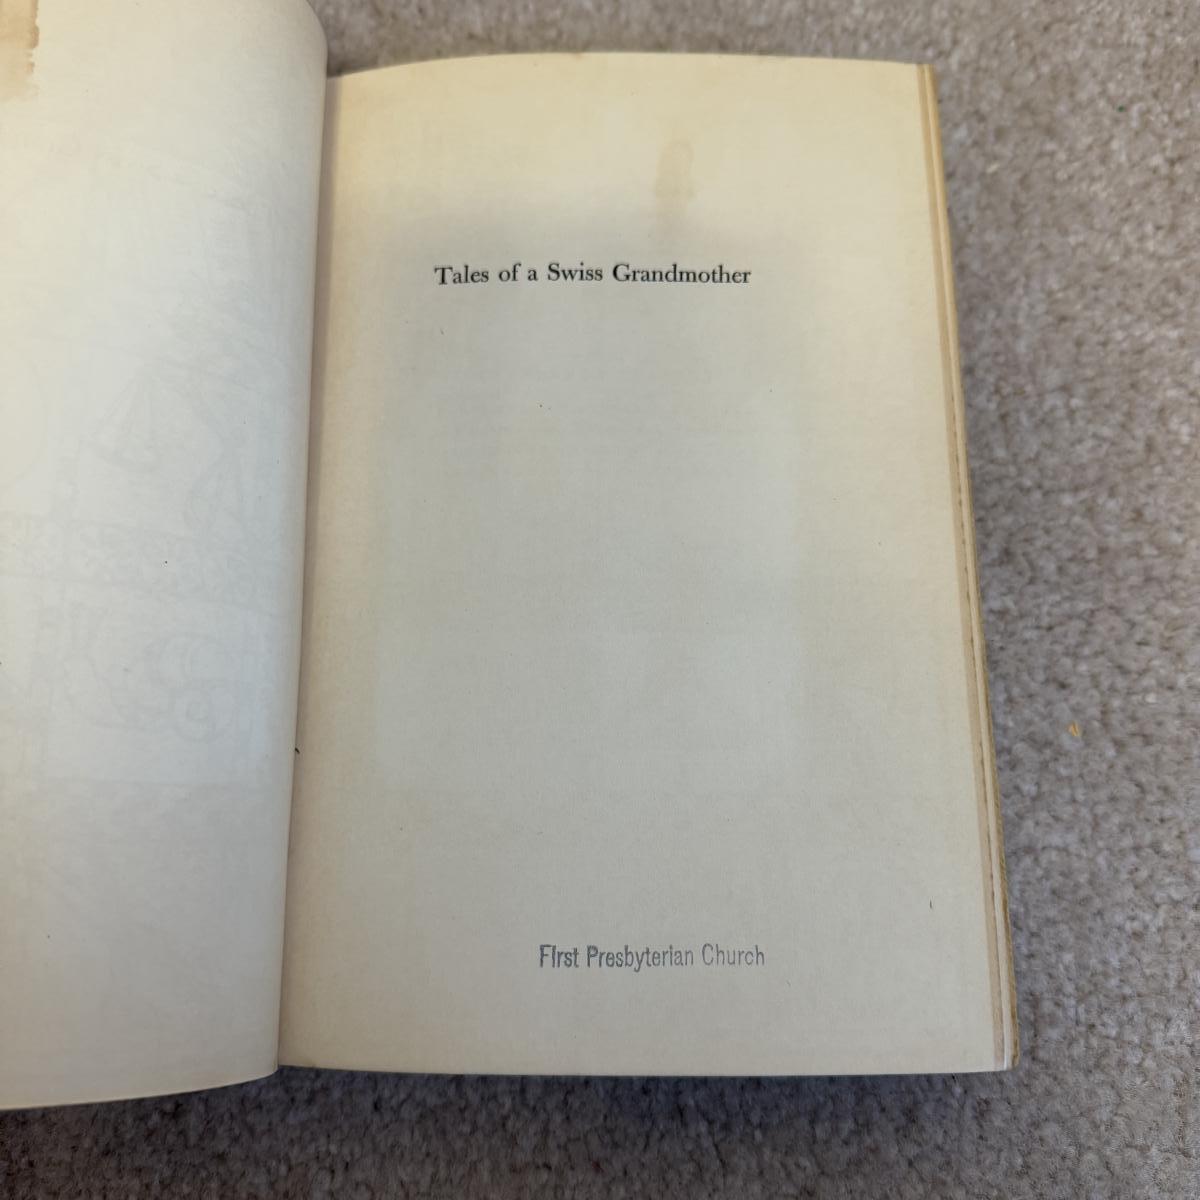 Tales of a Swiss Grandmother
First Presbyterian Church